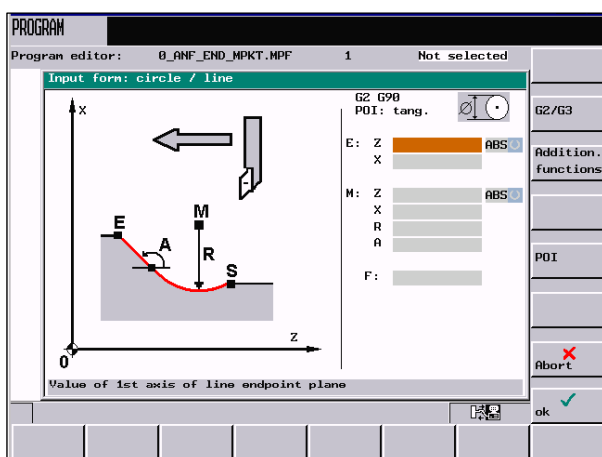 PROGRAM
Program editor: 0_ANF_END_MPKT.MPF 1 Not selected
Input form: circle / line
X
E
A
M
R
S
Z
0
G2 G90
POI: tang.
Ø
E: Z ABS
X
M: Z ABS
X
R
A
F:
Value of 1st axis of line endpoint plane
G2/G3
Addition.
functions
POI
Abort
ok